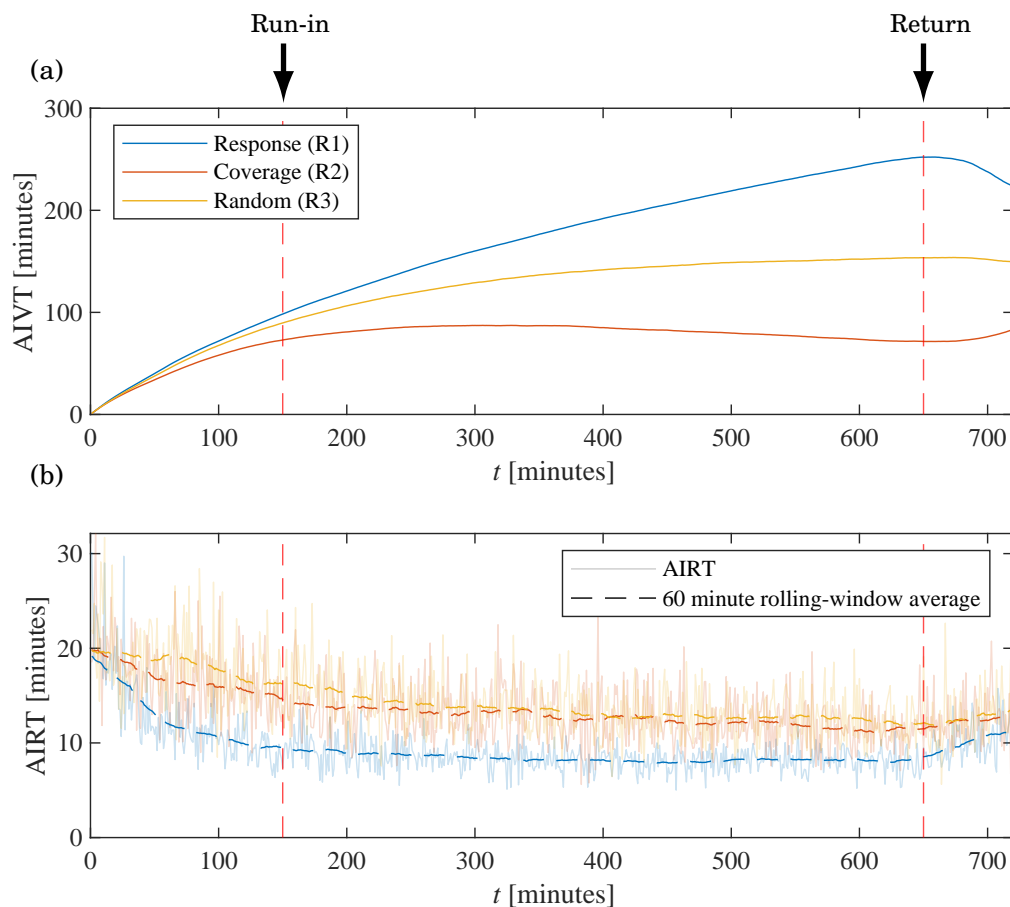 Run-in Return
(a)
300
200
100
0
AIVT [minutes]
Response (R1)
Coverage (R2)
Random (R3)
0 100 200 300 400 500 600 700
t [minutes]
(b)
30
20
10
0
AIRT [minutes]
AIRT
60 minute rolling-window average
0 100 200 300 400 500 600 700
t [minutes]